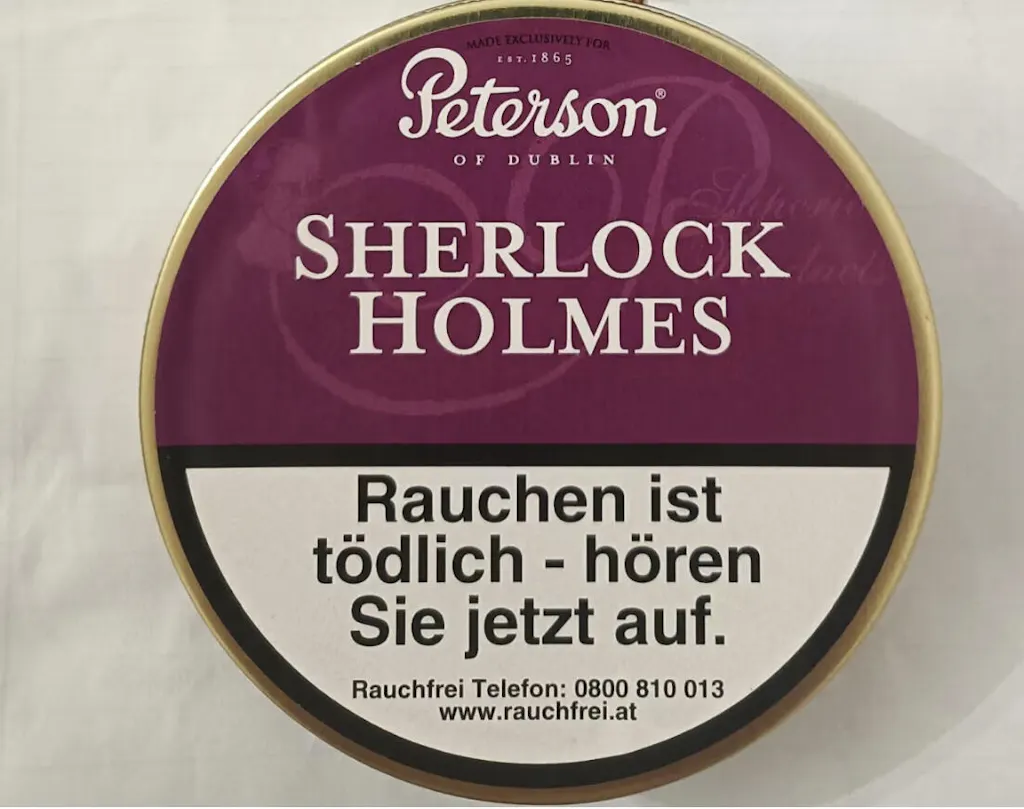 MADE EXCLUSIVELY FOR
EST. 1865
Peterson®
OF DUBLIN
SHERLOCK
HOLMES
Rauchen ist
tödlich - hören
Sie jetzt auf.
Rauchfrei Telefon: 0800 810 013
www.rauchfrei.at